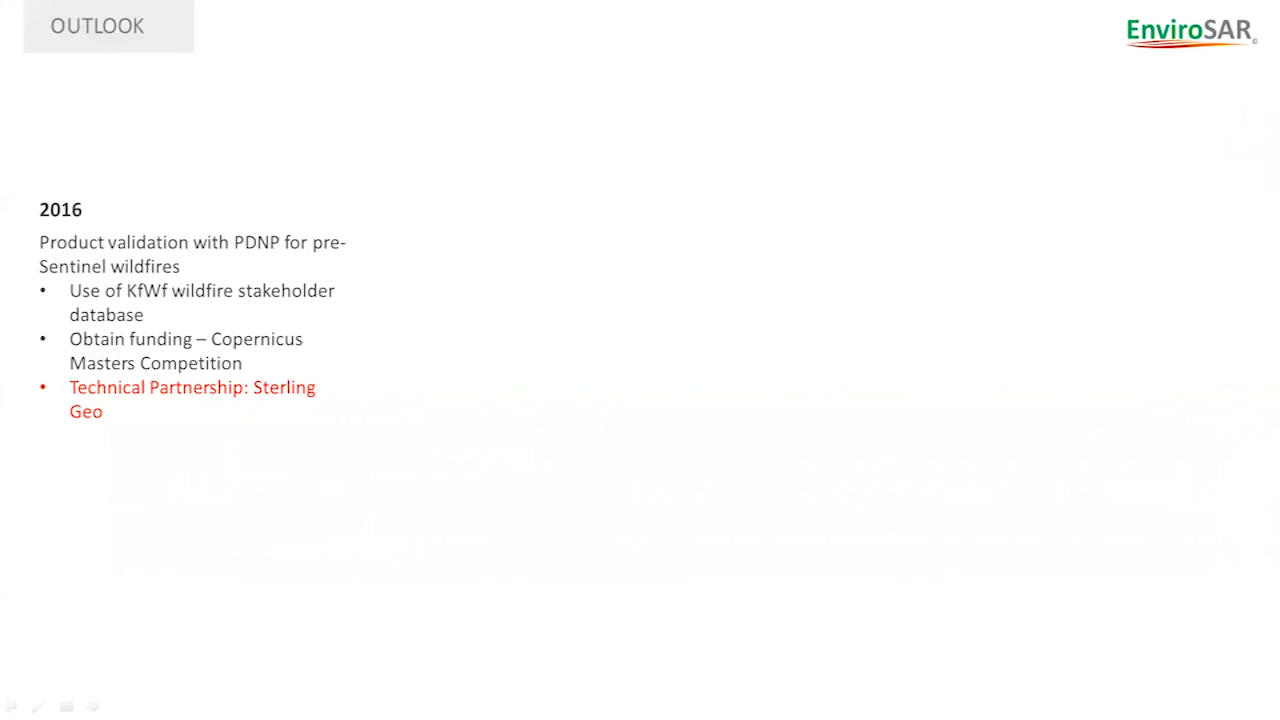 OUTLOOK
EnviroSAR
2016
Product validation with PDNP for pre-
Sentinel wildfires
• Use of KfWf wildfire stakeholder
database
• Obtain funding – Copernicus
Masters Competition
• Technical Partnership: Sterling
Geo